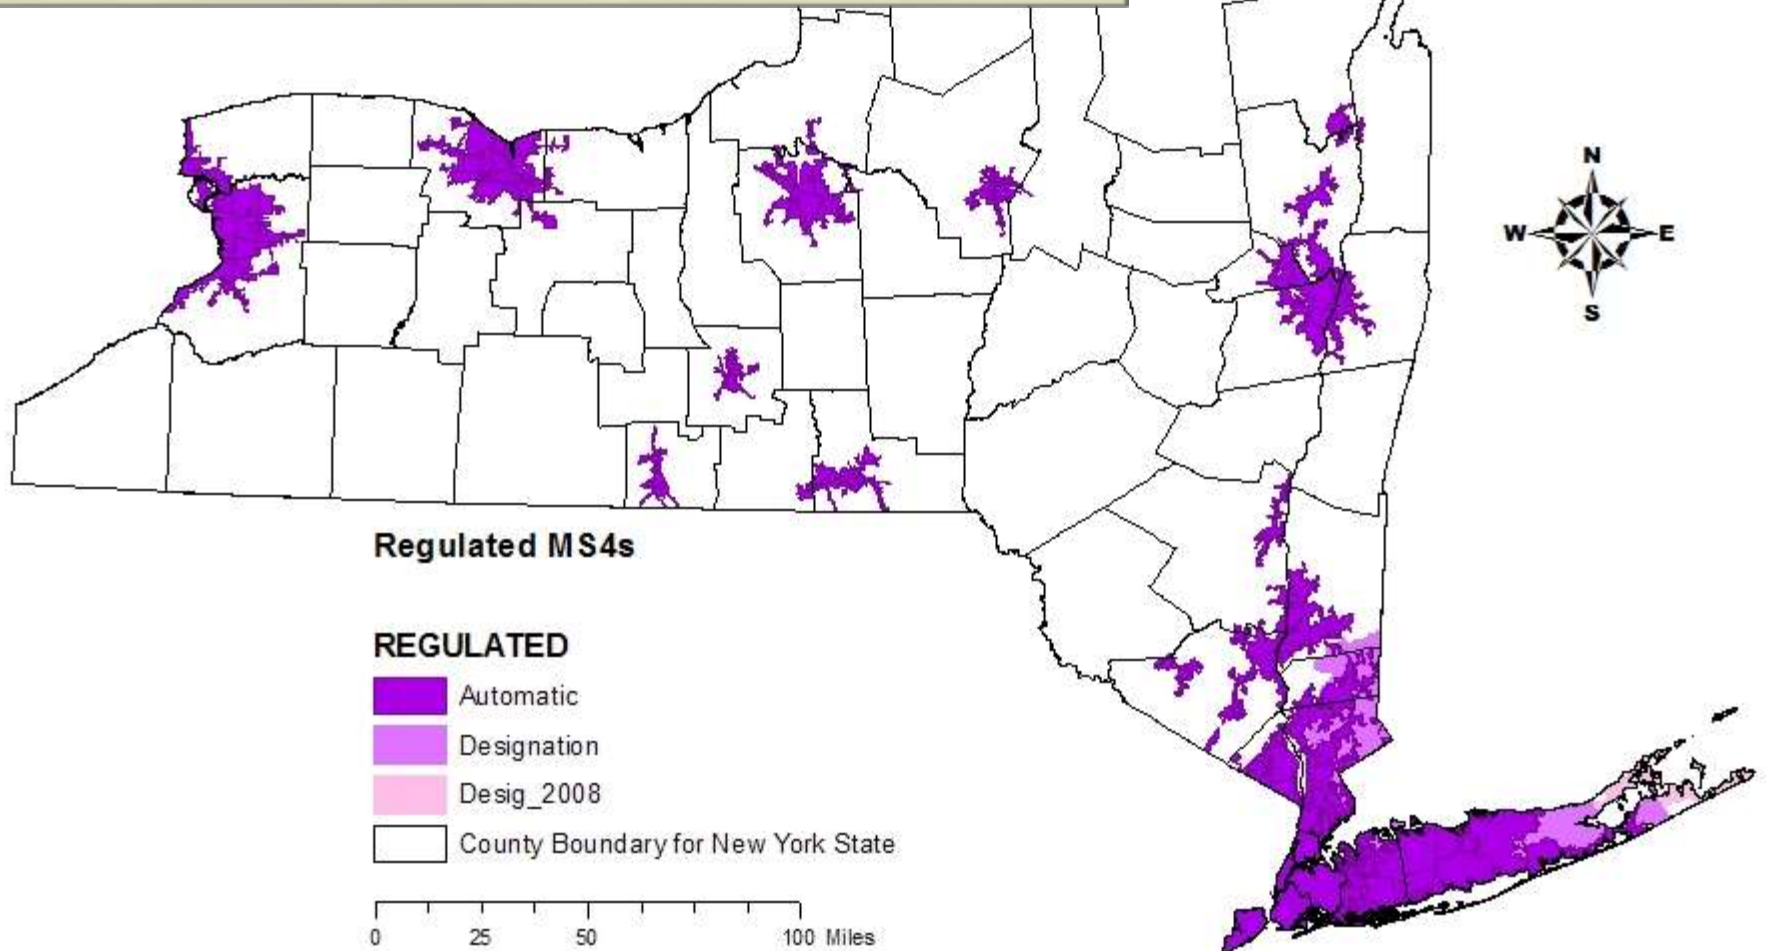 N
W E
S
Regulated MS4s
REGULATED
Automatic
Designation
Desig_2008
County Boundary for New York State
0 25 50 100 Miles